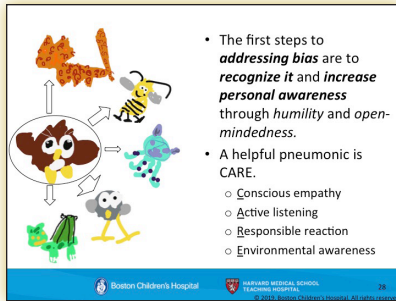 • The first steps to
addressing bias are to
recognize it and increase
personal awareness
through humility and open-
mindedness.
• A helpful pneumonic is
CARE.
o Conscious empathy
o Active listening
o Responsible reaction
o Environmental awareness
Boston Children's Hospital
HARVARD MEDICAL SCHOOL
TEACHING HOSPITAL
28
© 2019. Boston Children's Hospital. All rights reserved